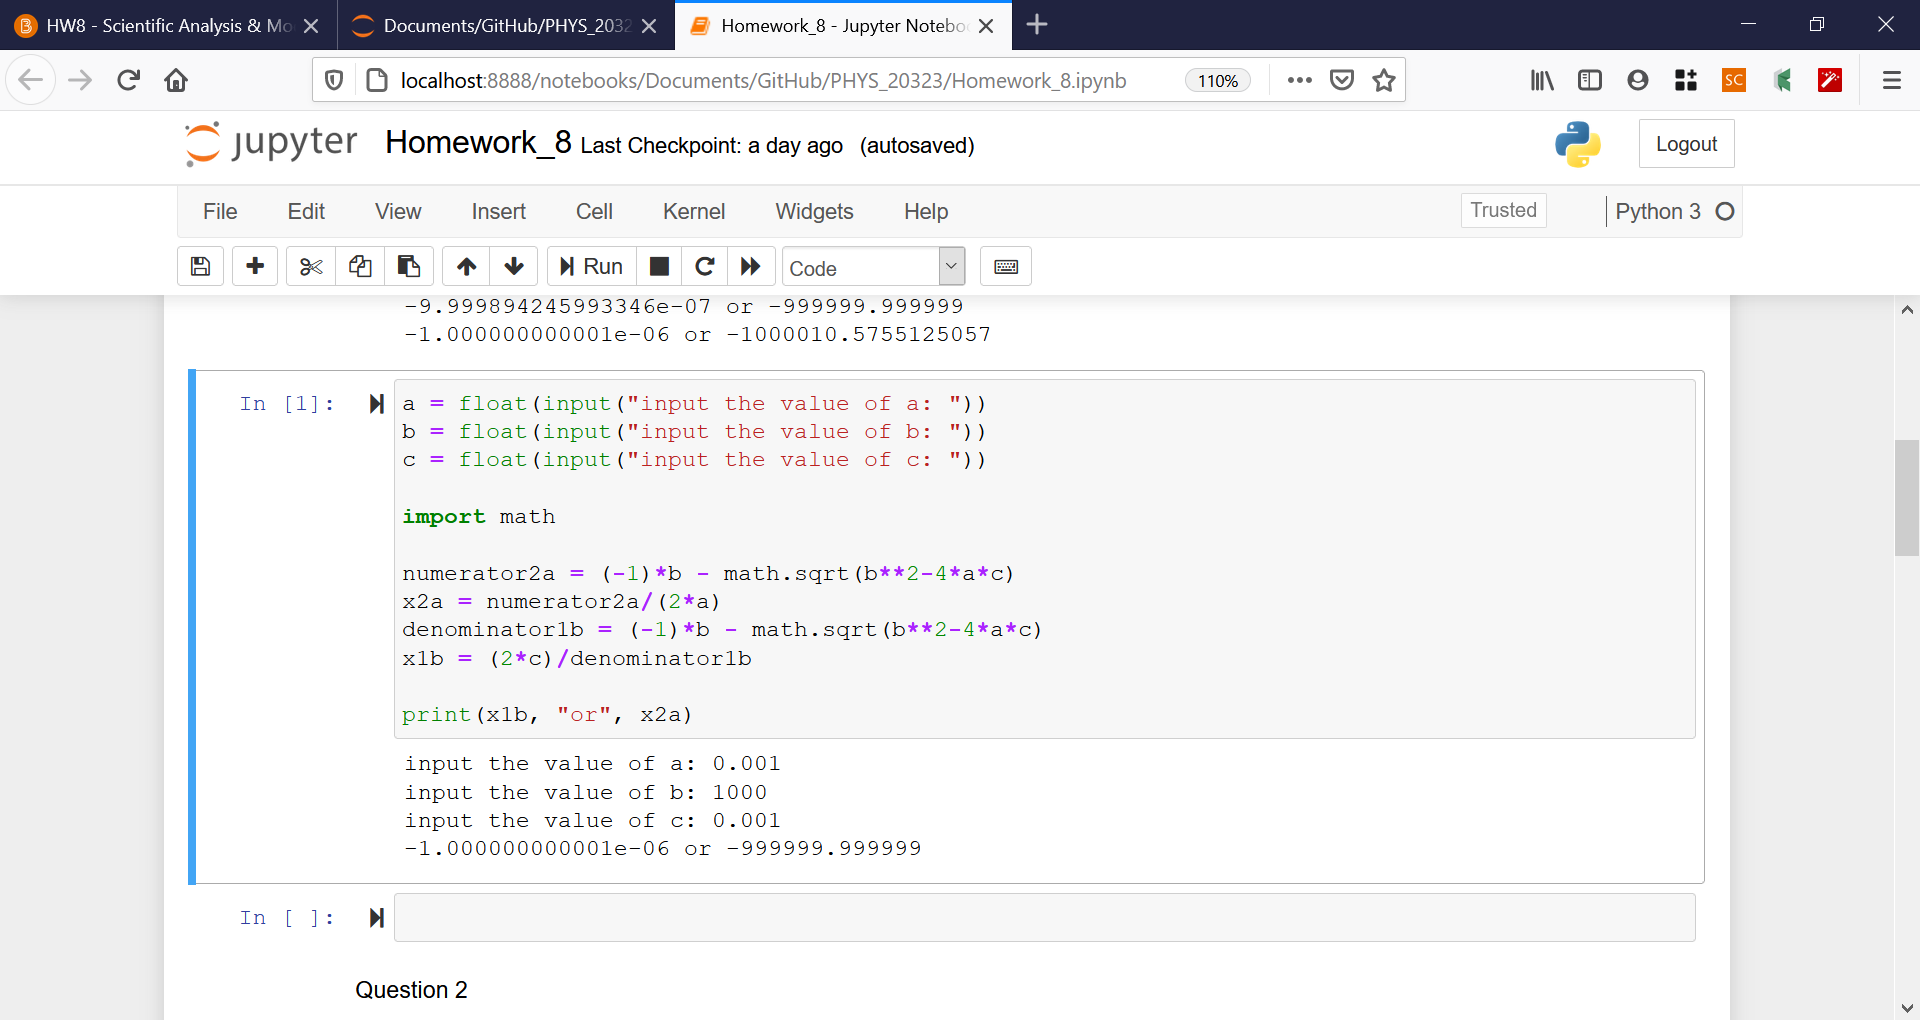 HW8 - Scientific Analysis & Mo
Documents/GitHub/PHYS_2032
Homework_8 - Jupyter Notebo
localhost:8888/notebooks/Documents/GitHub/PHYS_20323/Homework_8.ipynb
110%
SC
jupyter Homework_8 Last Checkpoint: a day ago (autosaved)
Logout
File Edit View Insert Cell Kernel Widgets Help
Trusted
Python 3
Run
Code
-9.999894245993346e-07 or -999999.999999
-1.000000000001e-06 or -1000010.5755125057
In [1]:
a = float(input("input the value of a: "))
b = float(input("input the value of b: "))
c = float(input("input the value of c: "))
import math
numerator2a = (-1)*b - math.sqrt(b**2-4*a*c)
x2a = numerator2a/(2*a)
denominator1b = (-1)*b - math.sqrt(b**2-4*a*c)
x1b = (2*c)/denominator1b
print(x1b, "or", x2a)
input the value of a: 0.001
input the value of b: 1000
input the value of c: 0.001
-1.000000000001e-06 or -999999.999999
In [ ]:
Question 2